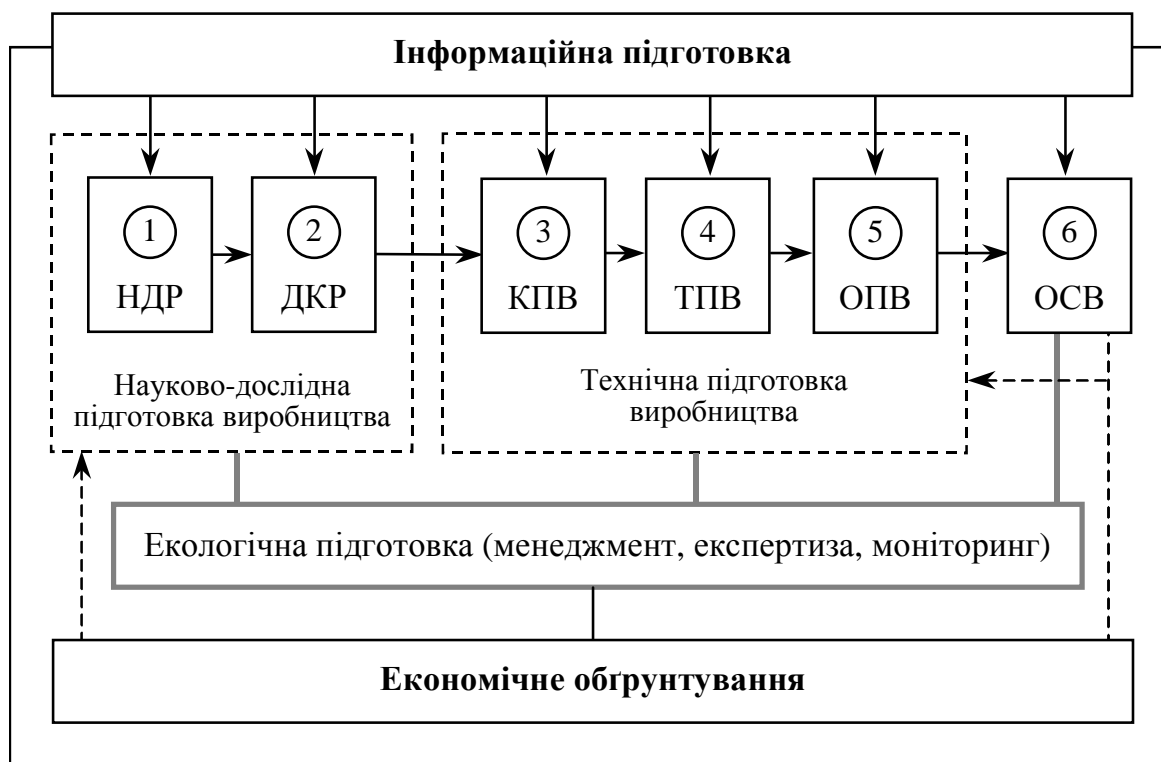 Інформаційна підготовка
1
2
3
4
5
6
НДР
ДКР
КПВ
ТПВ
ОПВ
ОСВ
Науково-дослідна
підготовка виробництва
Технічна підготовка
виробництва
Екологічна підготовка (менеджмент, експертиза, моніторинг)
Економічне обґрунтування